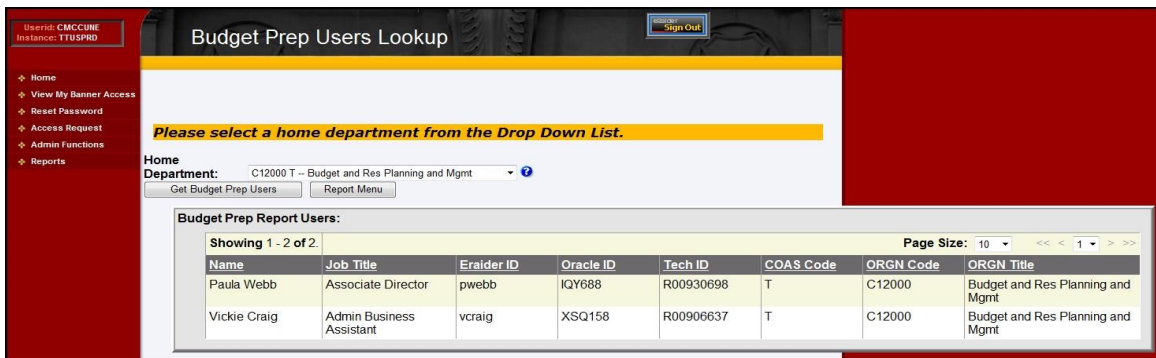 Userid: CMCCUNE
Instance: TTUSPRD
Budget Prep Users Lookup
eRaider
Sign Out
Home
View My Banner Access
Reset Password
Access Request
Admin Functions
Reports
Please select a home department from the Drop Down List.
Home
Department: C12000 T -- Budget and Res Planning and Mgmt
Get Budget Prep Users Report Menu
Budget Prep Report Users:
Showing 1 - 2 of 2. Page Size: 10 << < 1 > >>
Name Job Title Eraider ID Oracle ID Tech ID COAS Code ORGN Code ORGN Title
Paula Webb Associate Director pwebb IQY688 R00930698 T C12000 Budget and Res Planning and
Mgmt
Vickie Craig Admin Business vcraig XSQ158 R00906637 T C12000 Budget and Res Planning and
Assistant Mgmt